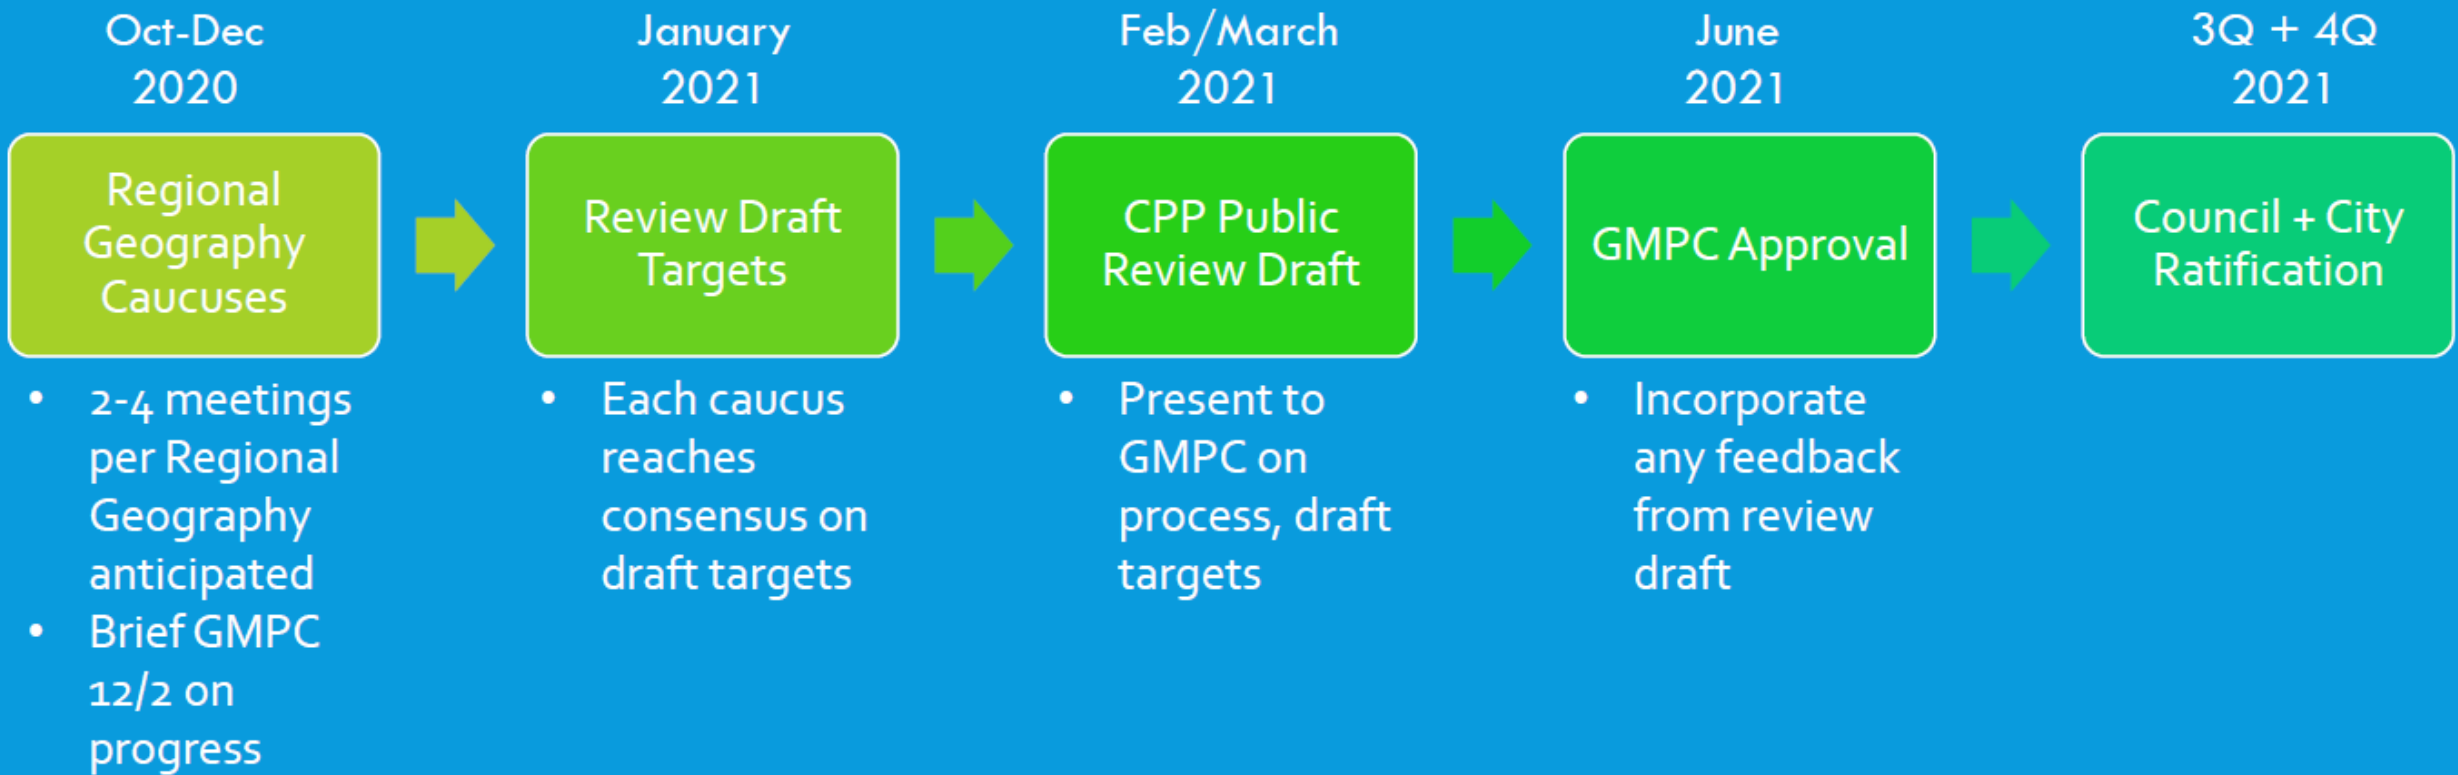 Oct-Dec
2020
Regional
Geography
Caucuses
• 2-4 meetings
per Regional
Geography
anticipated
• Brief GMPC
12/2 on
progress
January
2021
Review Draft
Targets
• Each caucus
reaches
consensus on
draft targets
Feb/March
2021
CPP Public
Review Draft
• Present to
GMPC on
process, draft
targets
June
2021
GMPC Approval
• Incorporate
any feedback
from review
draft
3Q + 4Q
2021
Council + City
Ratification